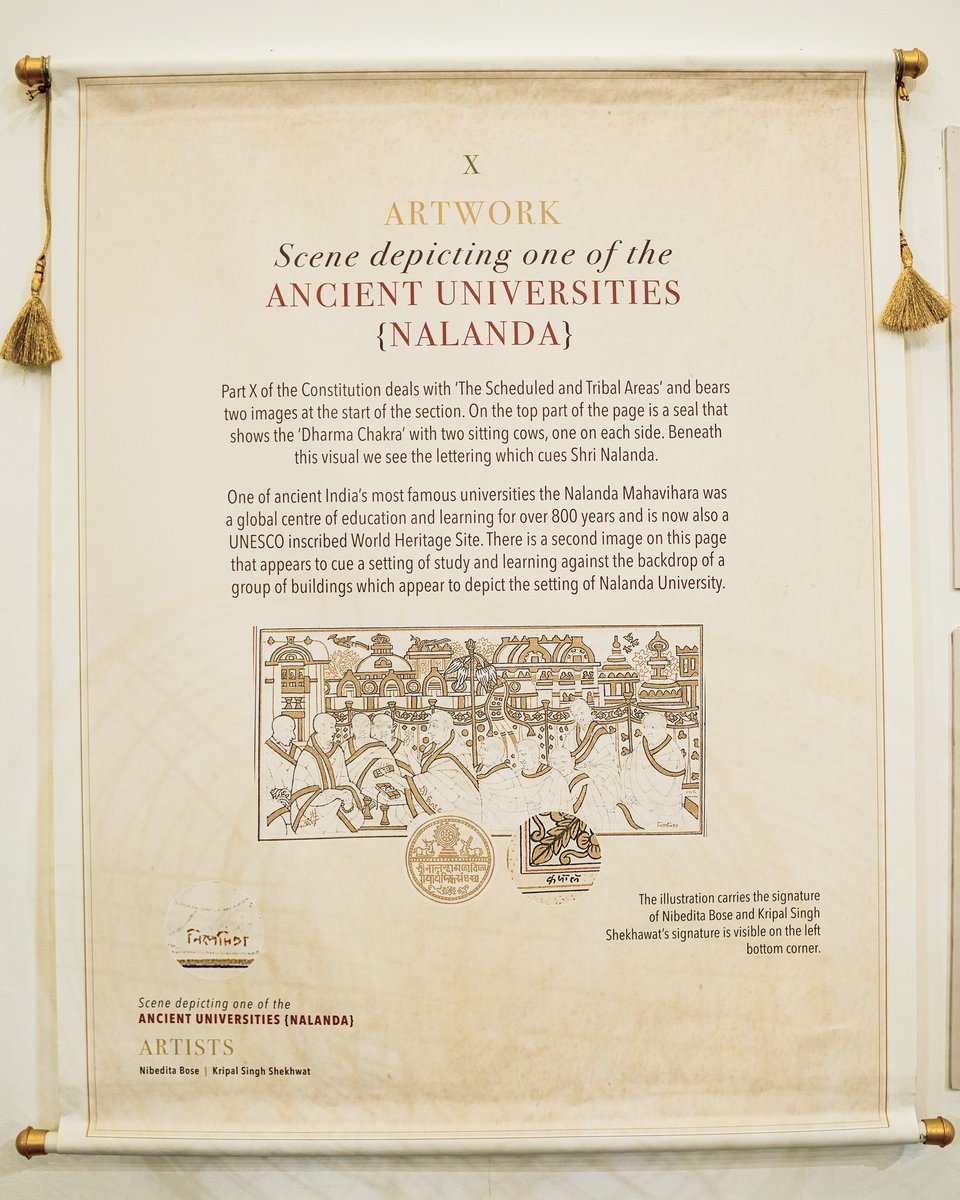 X
ARTWORK
Scene depicting one of the
ANCIENT UNIVERSITIES
{NALANDA}
Part X of the Constitution deals with ‘The Scheduled and Tribal Areas’ and bears
two images at the start of the section. On the top part of the page is a seal that
shows the ‘Dharma Chakra’ with two sitting cows, one on each side. Beneath
this visual we see the lettering which cues Shri Nalanda.
One of ancient India’s most famous universities the Nalanda Mahavihara was
a global centre of education and learning for over 800 years and is now also a
UNESCO inscribed World Heritage Site. There is a second image on this page
that appears to cue a setting of study and learning against the backdrop of a
group of buildings which appear to depict the setting of Nalanda University.
The illustration carries the signature
of Nibedita Bose and Kripal Singh
Shekhawat’s signature is visible on the left
bottom corner.
Scene depicting one of the
ANCIENT UNIVERSITIES {NALANDA}
ARTISTS
Nibedita Bose | Kripal Singh Shekhwat